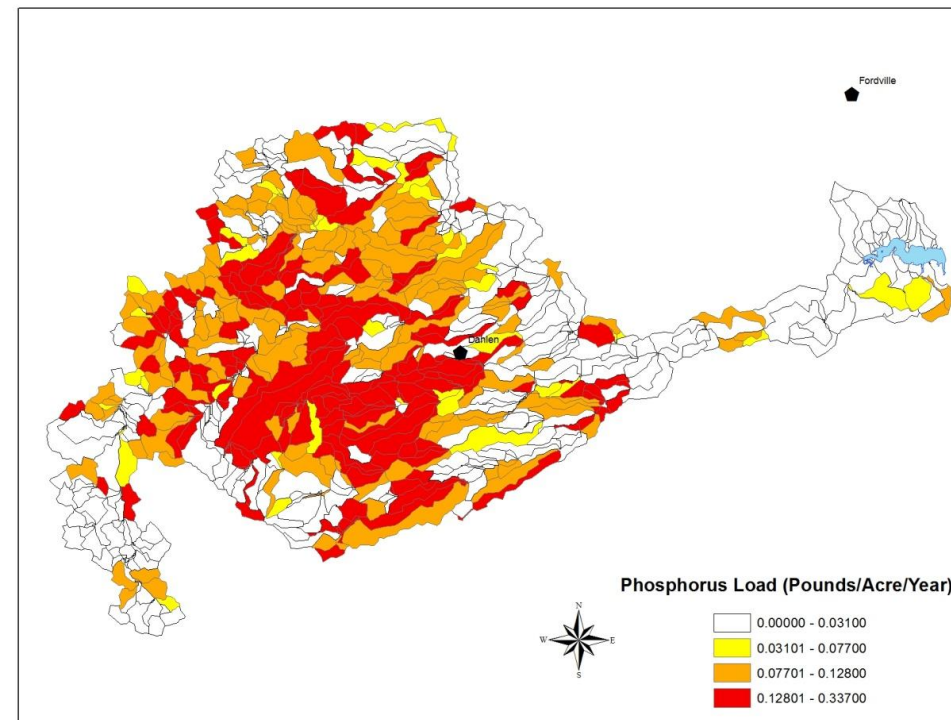 Fordville
Dahlen
Phosphorus Load (Pounds/Acre/Year)
N
W E
S
0.00000 - 0.03100
0.03101 - 0.07700
0.07701 - 0.12800
0.12801 - 0.33700